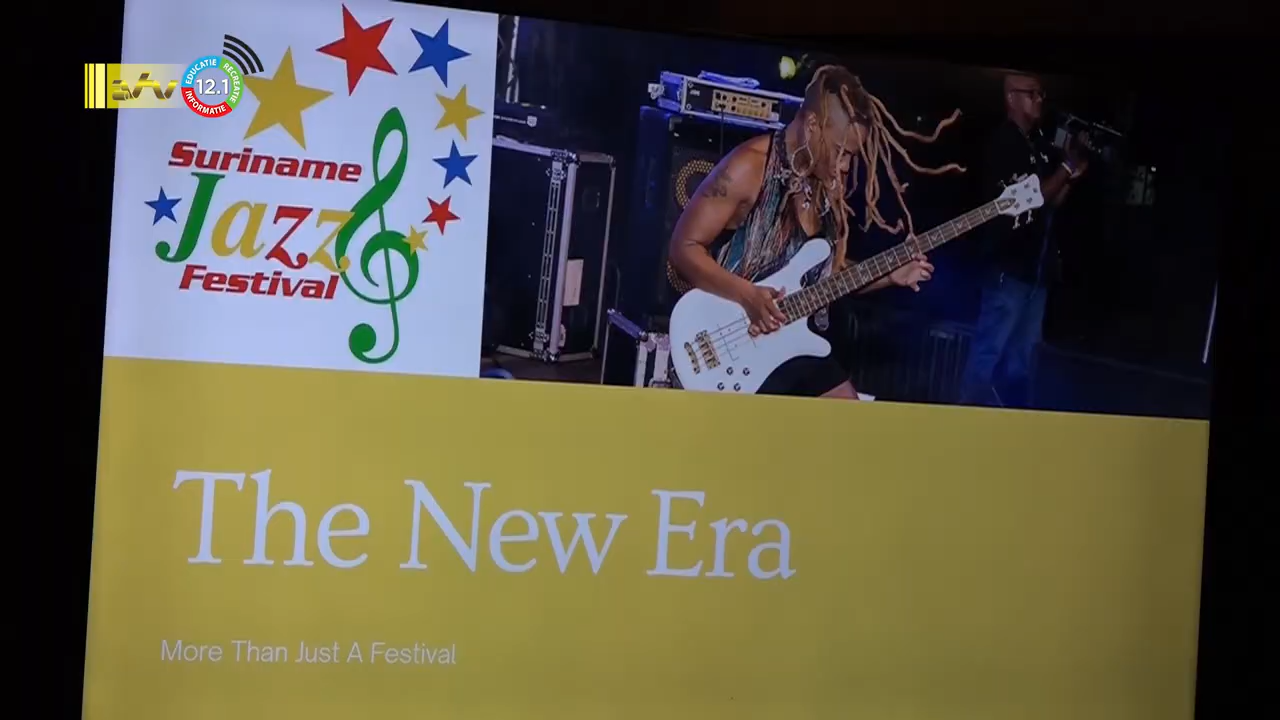 EDUCATIE
RECREATIE
INFORMATIE
12.1
Suriname
Jazz
Festival
The New Era
More Than Just A Festival